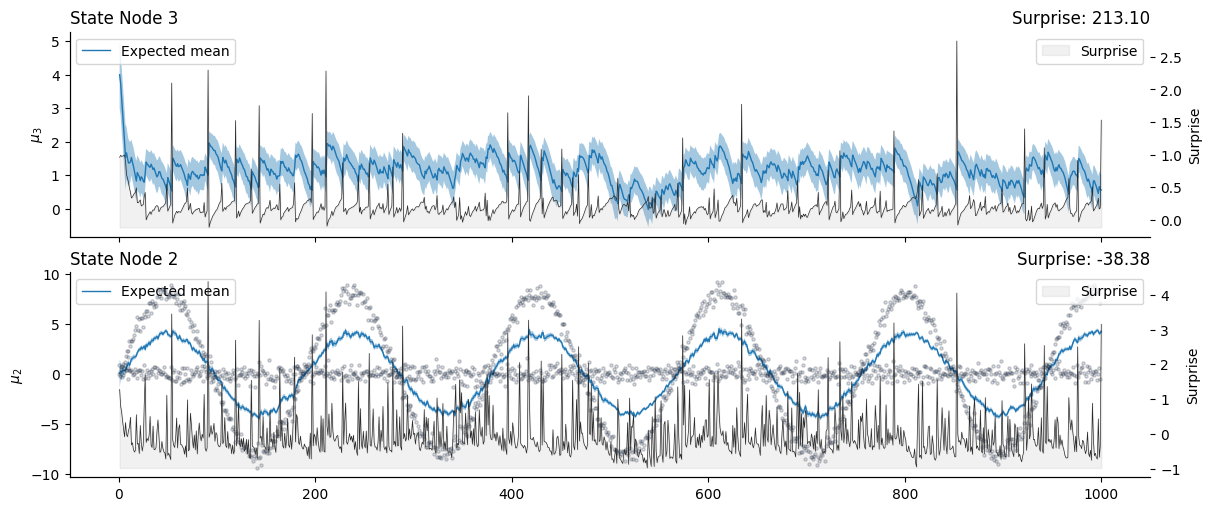 State Node 3
Surprise: 213.10
Expected mean
Surprise
5
4
3
2
1
0
μ3
2.5
2.0
1.5
1.0
0.5
0.0
Surprise
State Node 2
Surprise: -38.38
Expected mean
Surprise
10
5
0
−5
−10
μ2
4
3
2
1
0
−1
Surprise
0
200
400
600
800
1000